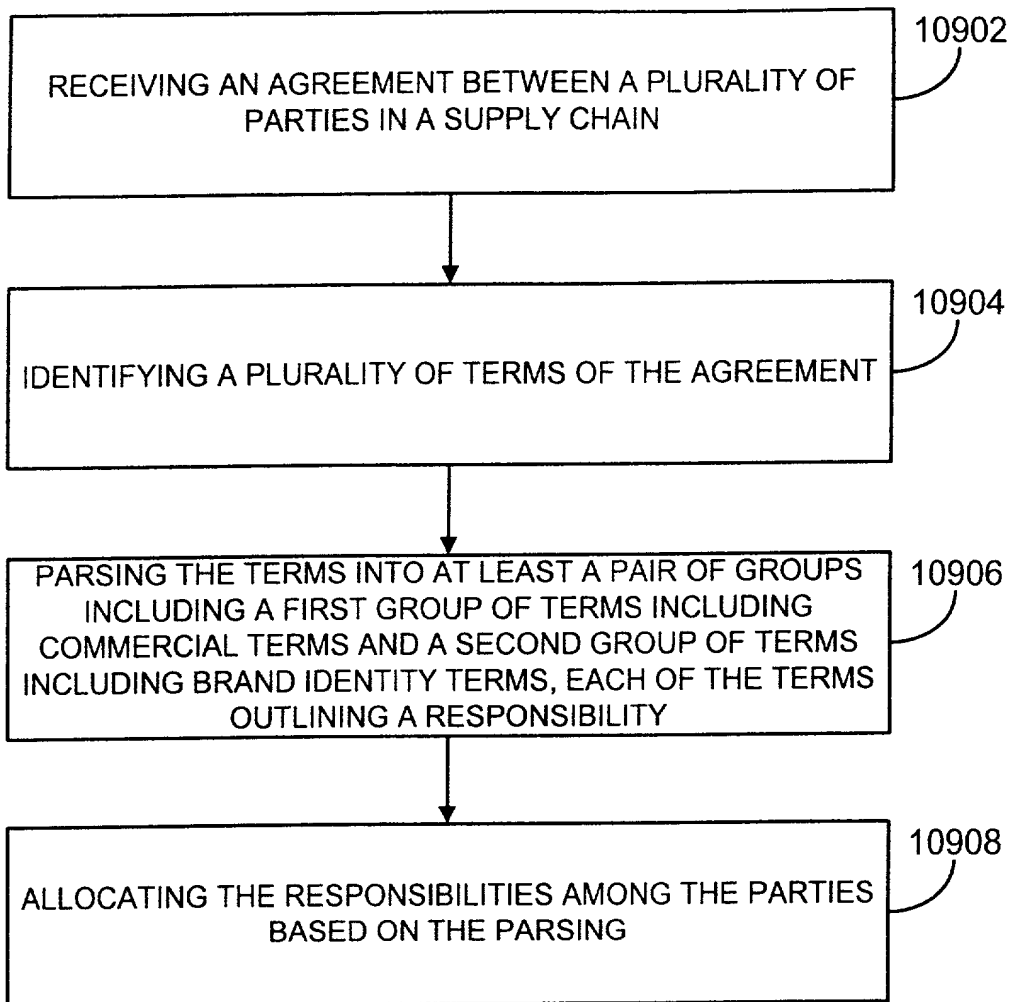 10902
RECEIVING AN AGREEMENT BETWEEN A PLURALITY OF
PARTIES IN A SUPPLY CHAIN
10904
IDENTIFYING A PLURALITY OF TERMS OF THE AGREEMENT
10906
PARSING THE TERMS INTO AT LEAST A PAIR OF GROUPS
INCLUDING A FIRST GROUP OF TERMS INCLUDING
COMMERCIAL TERMS AND A SECOND GROUP OF TERMS
INCLUDING BRAND IDENTITY TERMS, EACH OF THE TERMS
OUTLINING A RESPONSIBILITY
10908
ALLOCATING THE RESPONSIBILITIES AMONG THE PARTIES
BASED ON THE PARSING